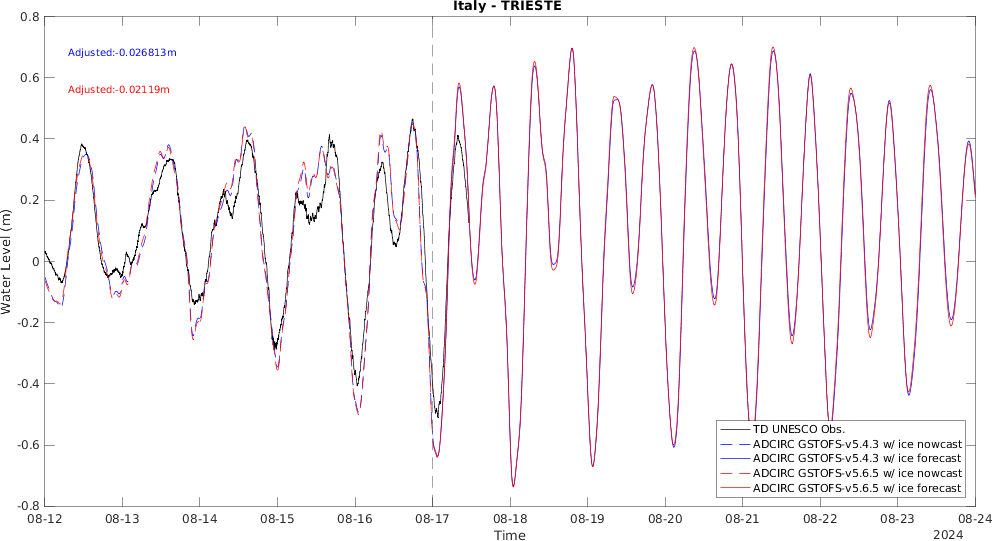 Italy - TRIESTE
0.8
0.6
0.4
0.2
0
-0.2
-0.4
-0.6
-0.8
Water Level (m)
Adjusted:-0.026813m
Adjusted:-0.02119m
TD UNESCO Obs.
ADCIRC GSTOFS-v5.4.3 w/ ice nowcast
ADCIRC GSTOFS-v5.4.3 w/ ice forecast
ADCIRC GSTOFS-v5.6.5 w/ ice nowcast
ADCIRC GSTOFS-v5.6.5 w/ ice forecast
08-12 08-13 08-14 08-15 08-16 08-17 08-18 08-19 08-20 08-21 08-22 08-23 08-24
Time
2024